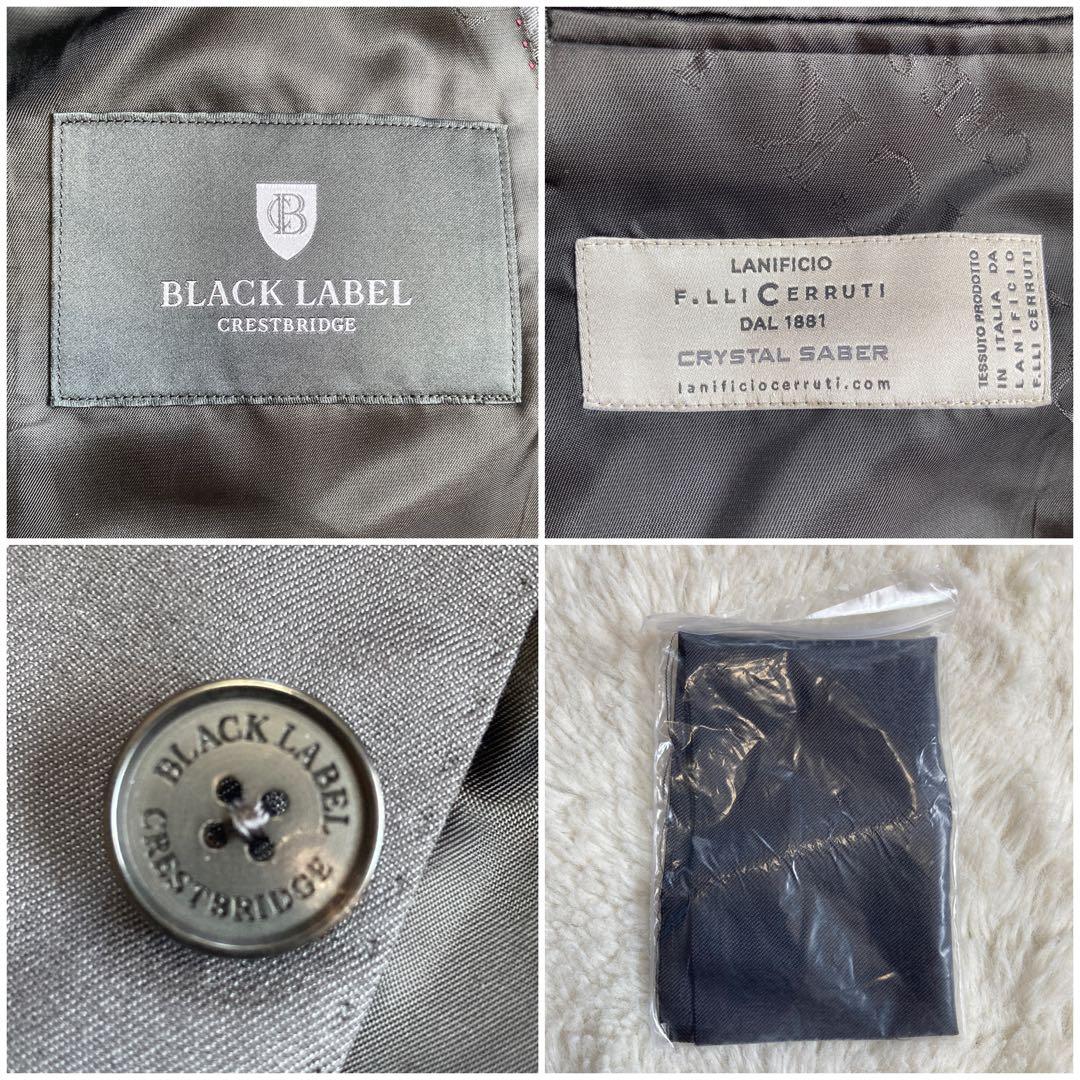 CB
BLACK LABEL
CRESTBRIDGE
LANIFICIO
F.LLI CERRUTI
DAL 1881
CRYSTAL SABER
lanificiocerruti.com
TESSUTO PRODOTTO
IN ITALIA DA
LANIFICIO
F.LLI CERRUTI
BLACK LABEL
CRESTBRIDGE